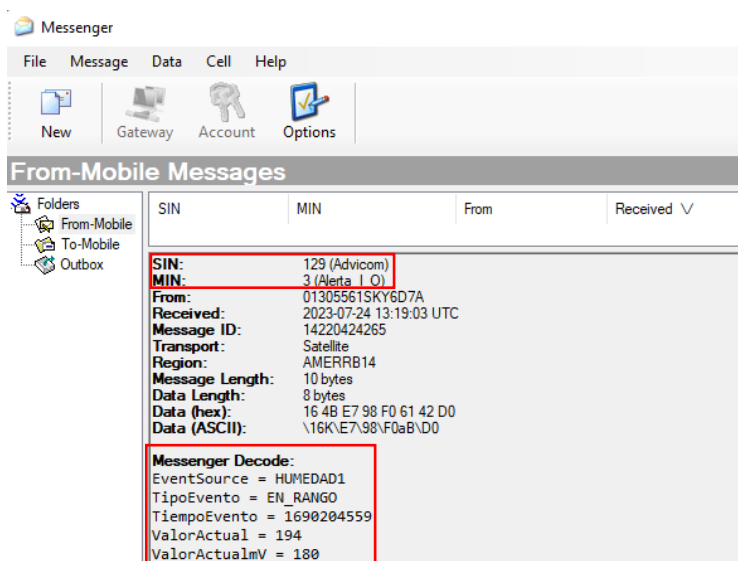 Messenger
File Message Data Cell Help
New Gateway Account Options
From-Mobile Messages
Folders
From-Mobile
To-Mobile
Outbox
SIN MIN From Received
SIN: 129 (Advicom)
MIN: 3 (Alerta_I_O)
From: 01305561SKY6D7A
Received: 2023-07-24 13:19:03 UTC
Message ID: 14220424265
Transport: Satellite
Region: AMERRB14
Message Length: 10 bytes
Data Length: 8 bytes
Data (hex): 16 4B E7 98 F0 61 42 D0
Data (ASCII): \16K\E7\98\F0aB\D0
Messenger Decode:
EventSource = HUMEDAD1
TipoEvento = EN_RANGO
TiempoEvento = 1690204559
ValorActual = 194
ValorActualmV = 180